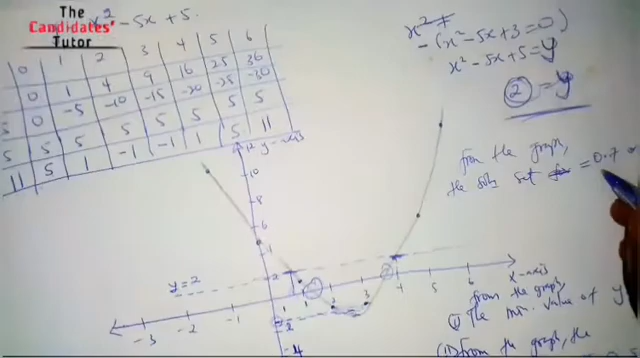 The
Candidates'
Tutor
x² - 5x + 5.
0 1 2 3 4 5 6
0 1 4 9 16 25 36
0 -5 -10 -15 -20 -25 -30
5 5 5 5 5 5 5 5
11 5 1 -1 -1 1 5 11
x² +
-(x² - 5x + 3 = 0)
x² - 5x + 5 = y
2 = y
from the graph,
the soln set = 0.7 or
12 y-axis
10
8
6
4
2
y = 2
-3 -2 -1 1 1 2 3 4 5 6
-2
-4
x-axis
from the graph,
(i) The min. value of y
(ii) from the graph, the